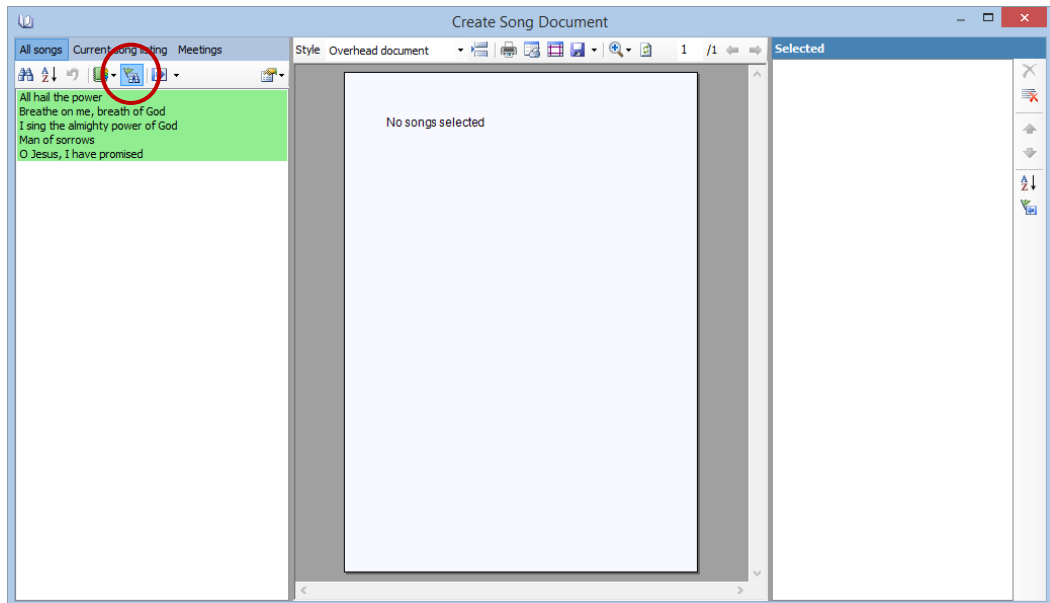 Create Song Document
All songs Current song listing Meetings
Style Overhead document 1 /1
Selected
All hail the power
Breathe on me, breath of God
I sing the almighty power of God
Man of sorrows
O Jesus, I have promised
No songs selected